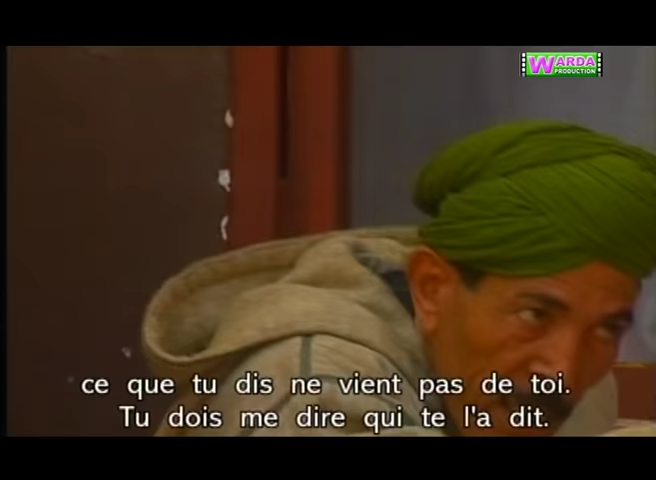 WARDA
PRODUCTION
ce que tu dis ne vient pas de toi.
Tu dois me dire qui te l'a dit.